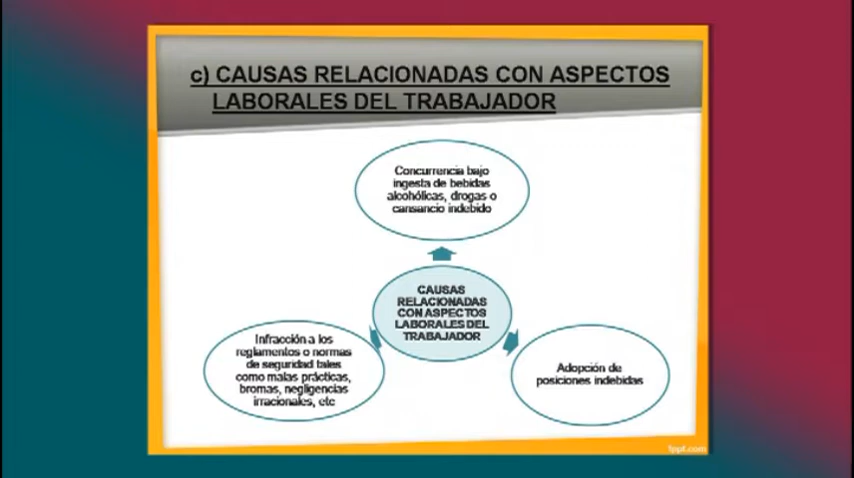 c) CAUSAS RELACIONADAS CON ASPECTOS
LABORALES DEL TRABAJADOR
Concurrencia bajo
ingesta de bebidas
alcohólicas, drogas o
cansancio indebido
CAUSAS
RELACIONADAS
CON ASPECTOS
LABORALES DEL
TRABAJADOR
Infracción a los
reglamentos o normas
de seguridad tales
como malas prácticas,
bromas, negligencias
irracionales, etc
Adopción de
posiciones indebidas
fppt.com